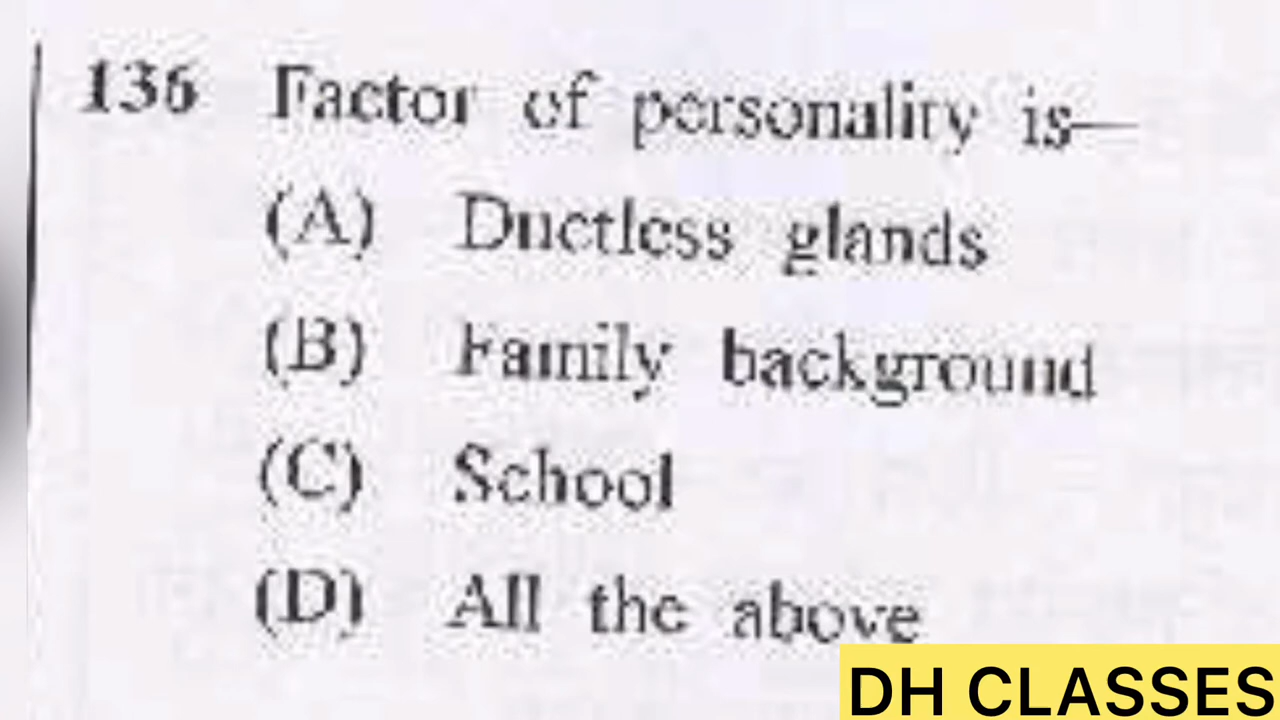 136 Factor of personality is—
(A) Ductless glands
(B) Family background
(C) School
(D) All the above
DH CLASSES